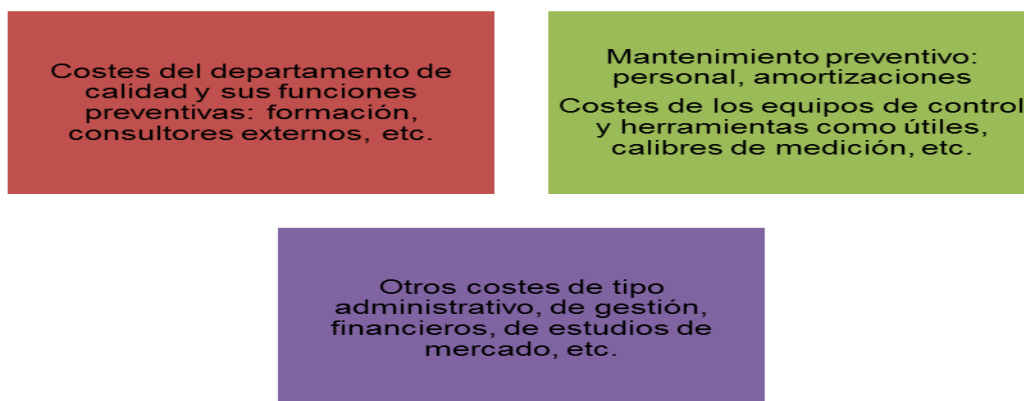 Costes del departamento de
calidad y sus funciones
preventivas: formación,
consultores externos, etc.
Mantenimiento preventivo:
personal, amortizaciones
Costes de los equipos de control
y herramientas como útiles,
calibres de medición, etc.
Otros costes de tipo
administrativo, de gestión,
financieros, de estudios de
mercado, etc.